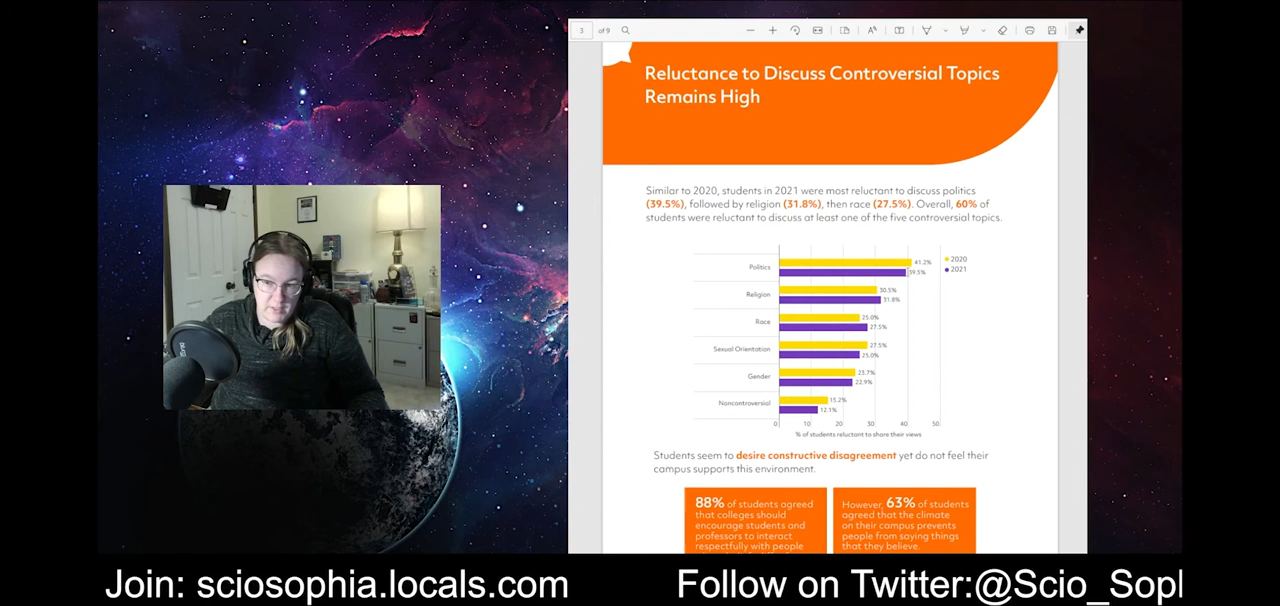 3 of 9
Reluctance to Discuss Controversial Topics
Remains High
Similar to 2020, students in 2021 were most reluctant to discuss politics
(39.5%), followed by religion (31.8%), then race (27.5%). Overall, 60% of
students were reluctant to discuss at least one of the five controversial topics.
Politics 41.2%
39.5%
2020
2021
Religion 30.5%
31.8%
Race 25.0%
27.5%
Sexual Orientation 27.5%
25.0%
Gender 23.7%
22.9%
Noncontroversial 15.2%
12.1%
0 10 20 30 40 50
% of students reluctant to share their views
Students seem to desire constructive disagreement yet do not feel their
campus supports this environment.
88% of students agreed
that colleges should
encourage students and
professors to interact
respectfully with people
However, 63% of students
agreed that the climate
on their campus prevents
people from saying things
that they believe.
Join: sciosophia.locals.com
Follow on Twitter:@Scio_Sopl